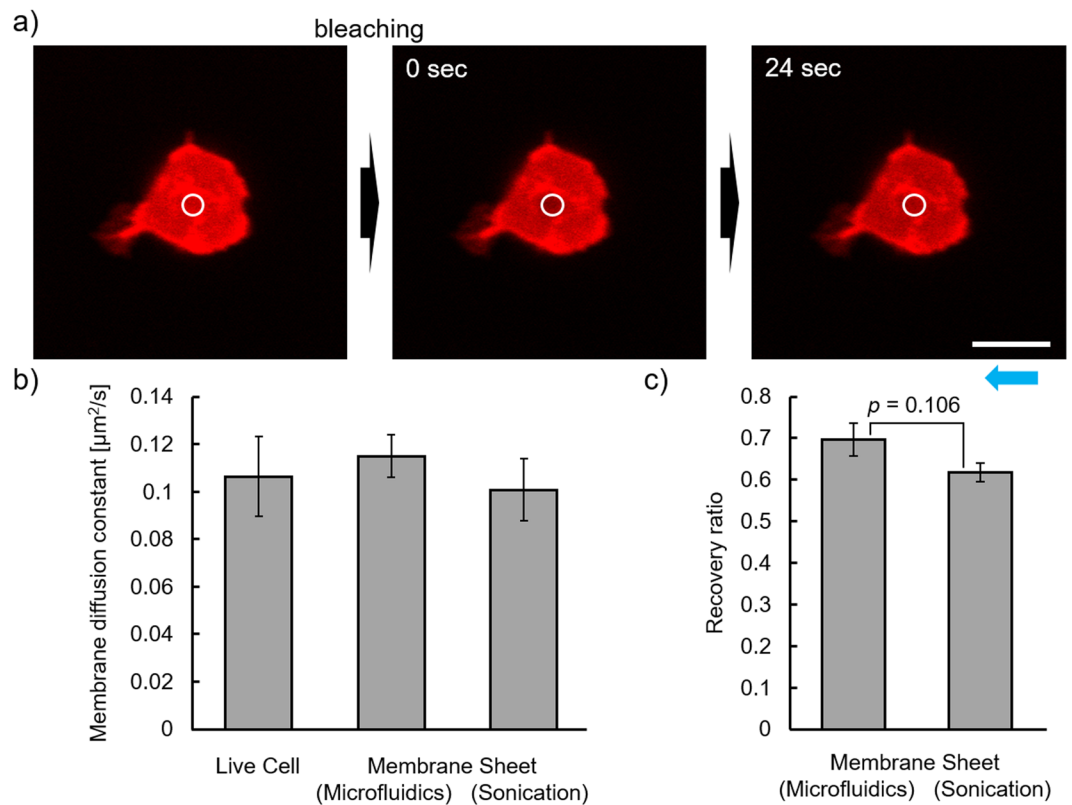 a)
bleaching
0 sec
24 sec
b)
Membrane diffusion constant [μm²/s]
0.14
0.12
0.1
0.08
0.06
0.04
0.02
0
Live Cell
Membrane Sheet
(Microfluidics)
(Sonication)
c)
Recovery ratio
0.8
0.7
0.6
0.5
0.4
0.3
0.2
0.1
0
p = 0.106
Membrane Sheet
(Microfluidics)
(Sonication)